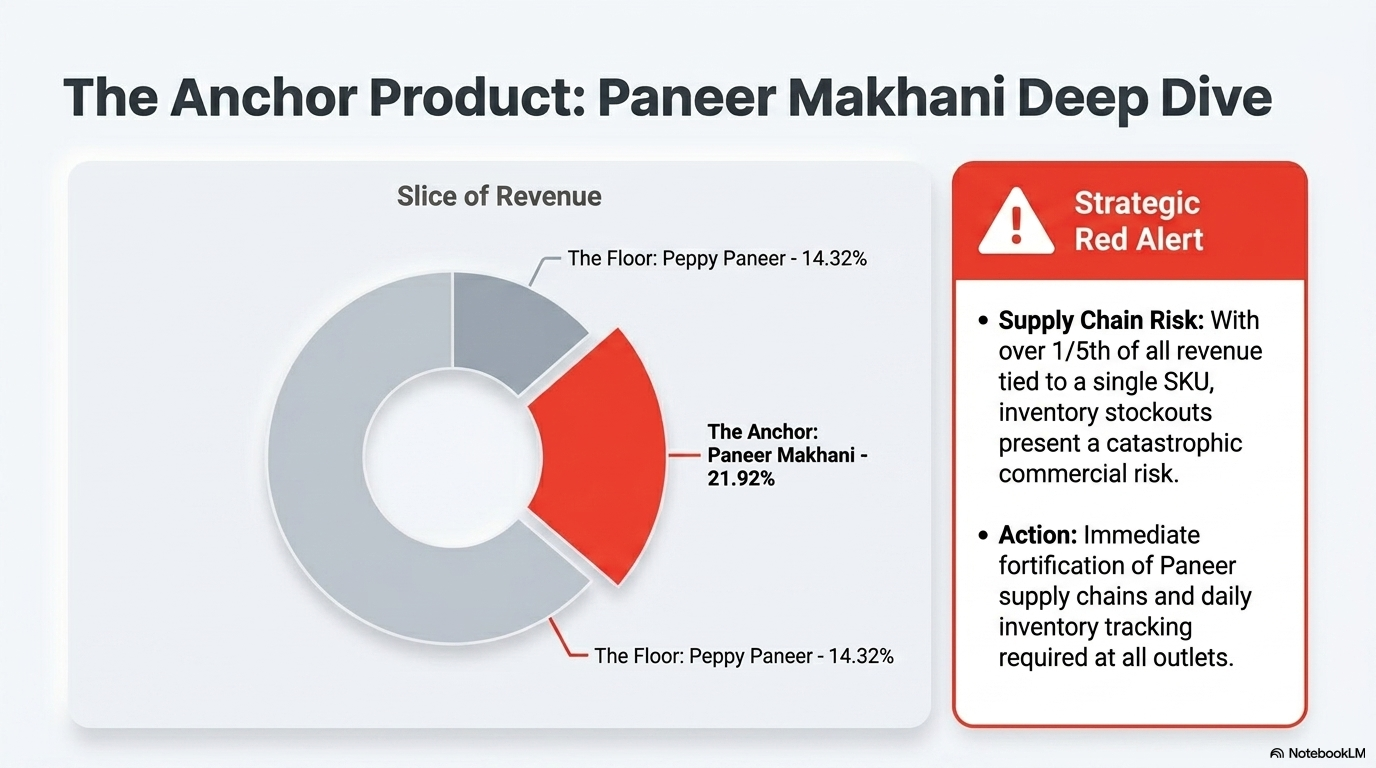 The Anchor Product: Paneer Makhani Deep Dive
Slice of Revenue
The Floor: Peppy Paneer - 14.32%
The Anchor:
Paneer Makhani -
21.92%
The Floor: Peppy Paneer - 14.32%
Strategic
Red Alert
• Supply Chain Risk: With
over 1/5th of all revenue
tied to a single SKU,
inventory stockouts
present a catastrophic
commercial risk.
• Action: Immediate
fortification of Paneer
supply chains and daily
inventory tracking
required at all outlets.
NotebookLM